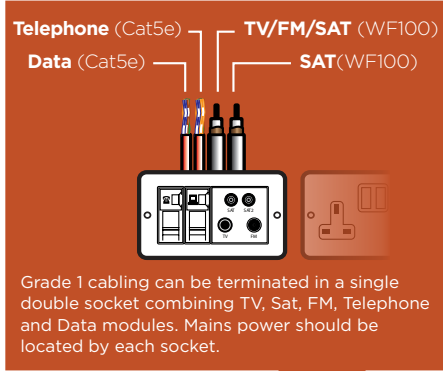 Telephone (Cat5e)
TV/FM/SAT (WF100)
Data (Cat5e)
SAT(WF100)
SAT
SAT2
TV
FM
Grade 1 cabling can be terminated in a single
double socket combining TV, Sat, FM, Telephone
and Data modules. Mains power should be
located by each socket.